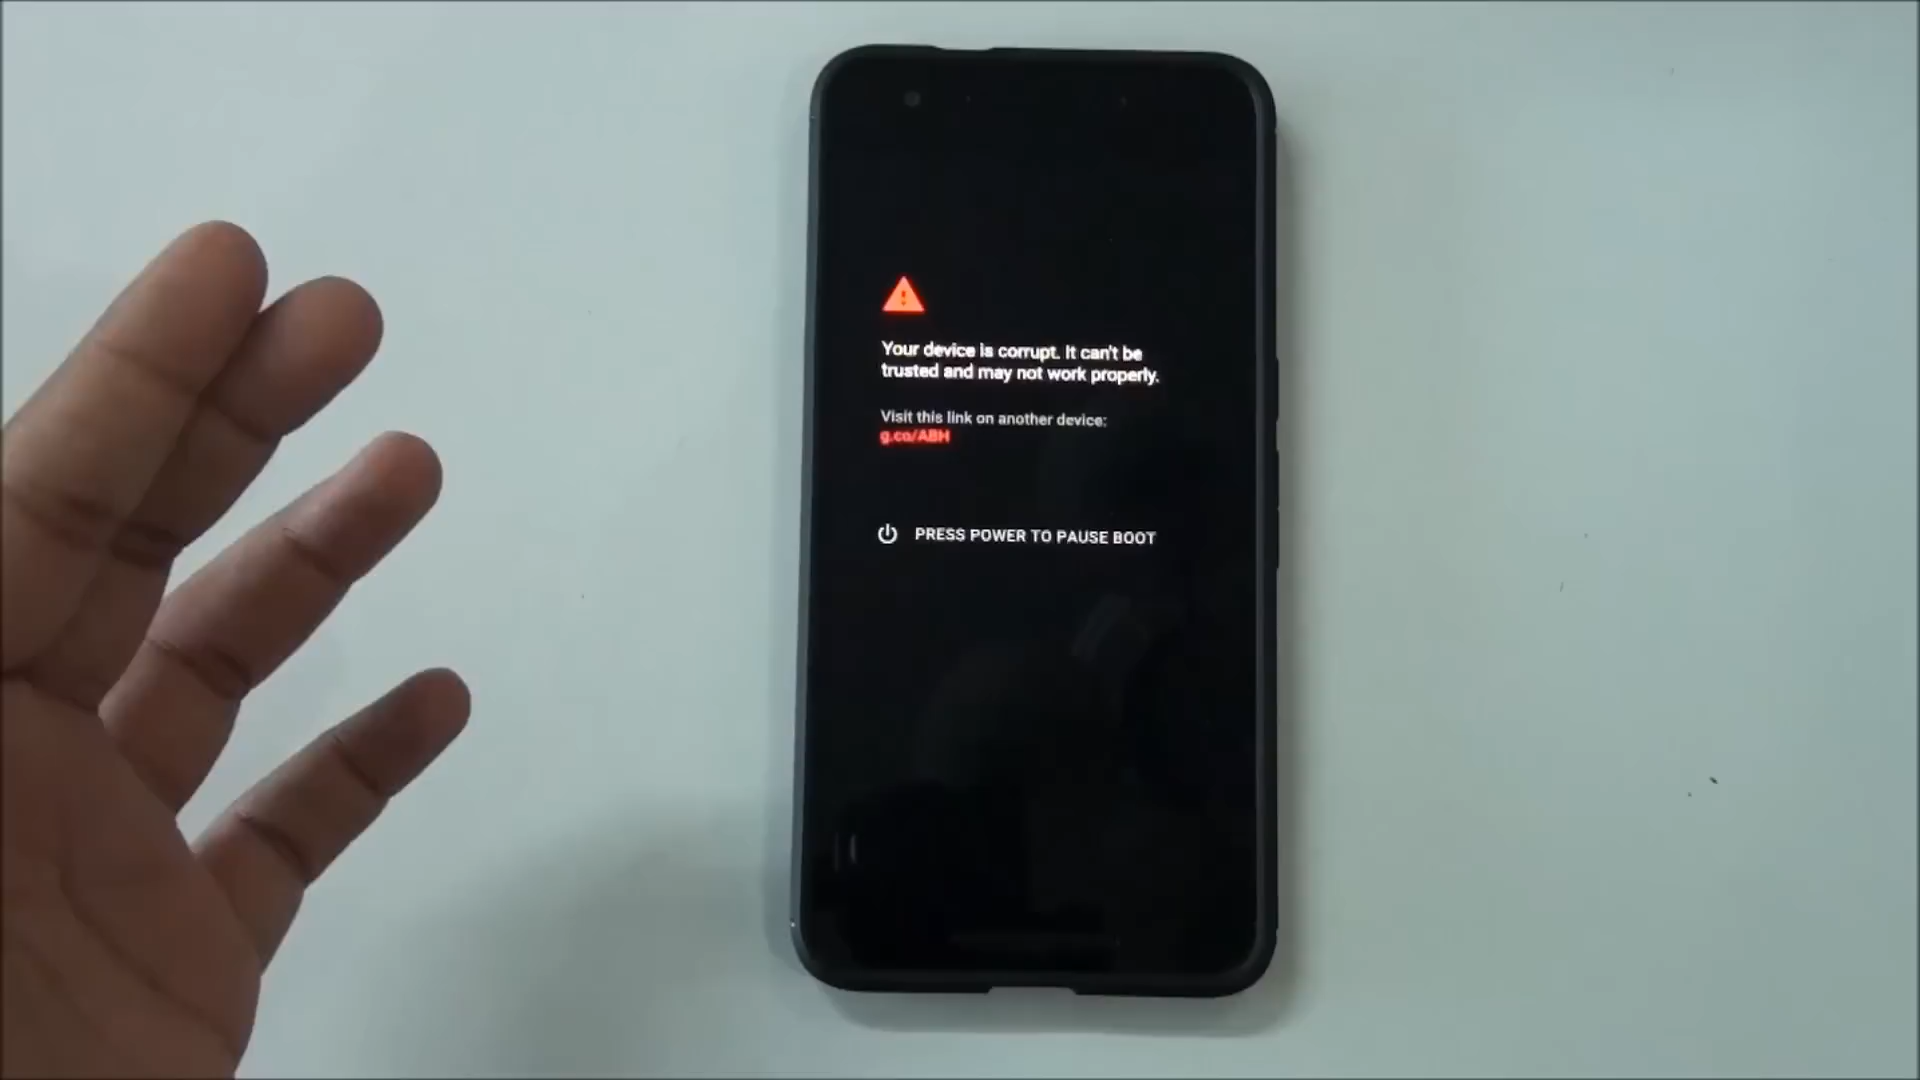 Your device is corrupt. It can't be
trusted and may not work properly.
Visit this link on another device:
g.co/ABH
PRESS POWER TO PAUSE BOOT